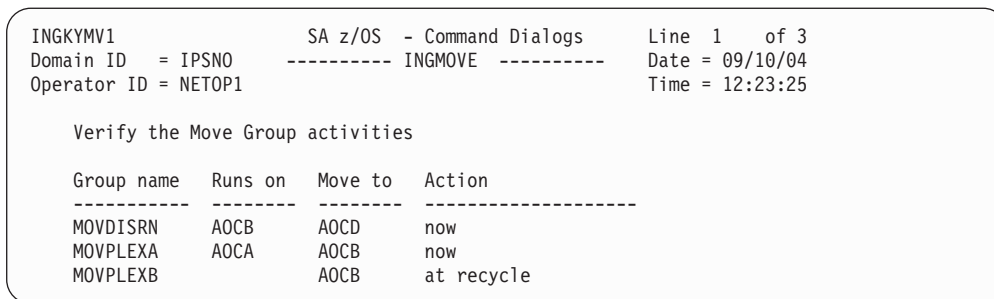 INGKYMV1 SA z/OS - Command Dialogs Line 1 of 3
Domain ID = IPSNO ---------- INGMOVE ---------- Date = 09/10/04
Operator ID = NETOP1 Time = 12:23:25
Verify the Move Group activities
Group name Runs on Move to Action
----------- -------- -------- --------------------
MOVDISRN AOCB AOCD now
MOVPLEXA AOCA AOCB now
MOVPLEXB AOCB at recycle